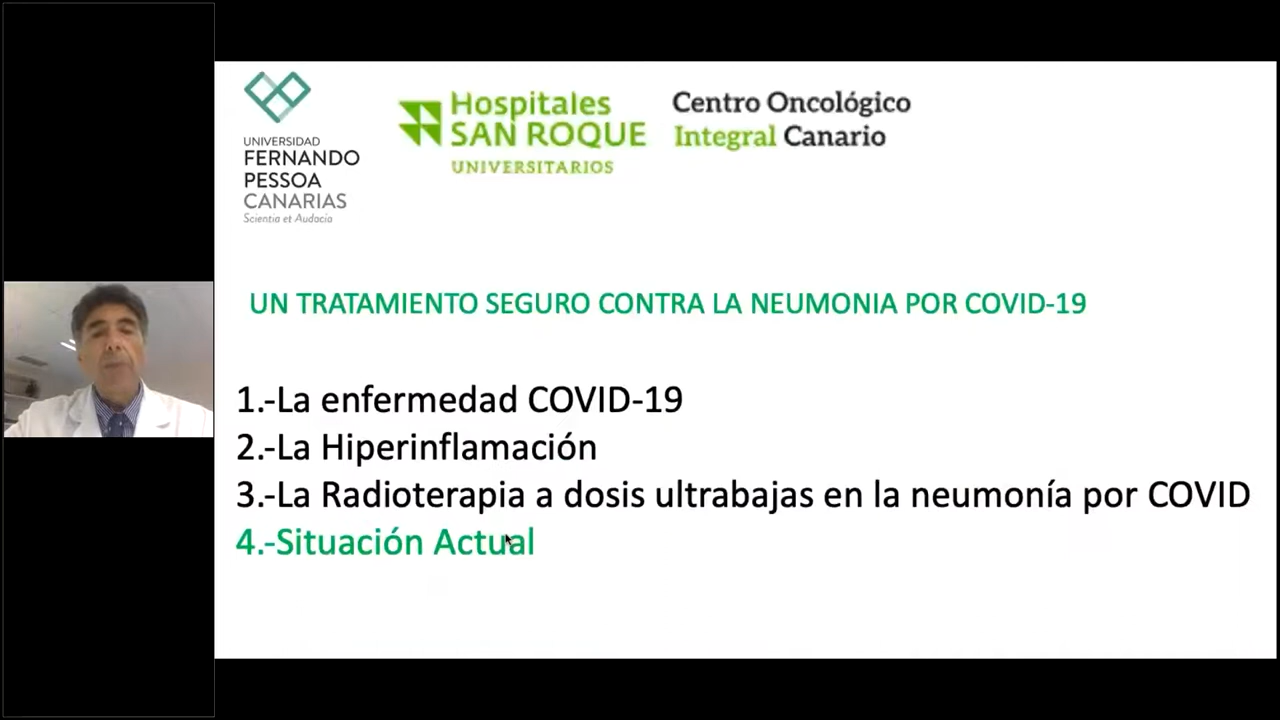 UNIVERSIDAD
FERNANDO
PESSOA
CANARIAS
Scientia et Audacia
Hospitales
SAN ROQUE
UNIVERSITARIOS
Centro Oncológico
Integral Canario
UN TRATAMIENTO SEGURO CONTRA LA NEUMONIA POR COVID-19
1.-La enfermedad COVID-19
2.-La Hiperinflamación
3.-La Radioterapia a dosis ultrabajas en la neumonía por COVID
4.-Situación Actual